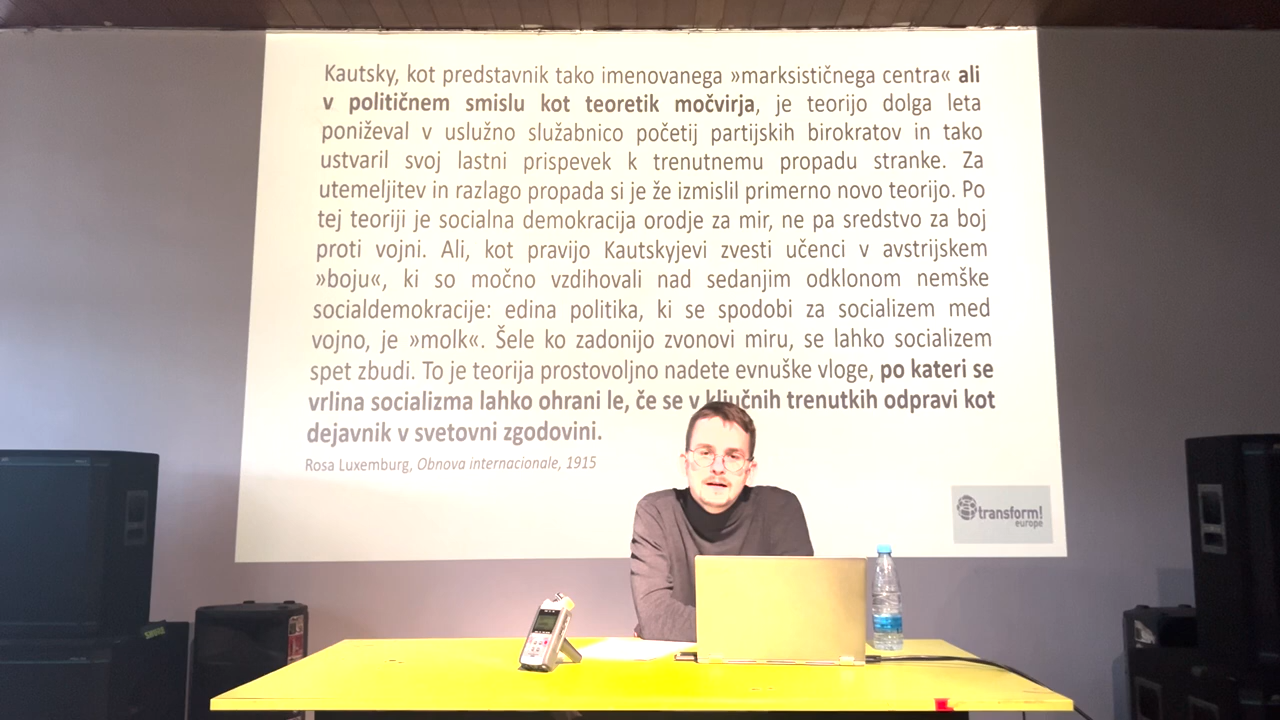 Kautsky, kot predstavnik tako imenovanega »marksističnega centra« ali
v političnem smislu kot teoretik močvirja, je teorijo dolga leta
poniževal v uslužno služabnico početij partijskih birokratov in tako
ustvaril svoj lastni prispevek k trenutnemu propadu stranke. Za
utemeljitev in razlago propada si je že izmislil primerno novo teorijo. Po
tej teoriji je socialna demokracija orodje za mir, ne pa sredstvo za boj
proti vojni. Ali, kot pravijo Kautskyjevi zvesti učenci v avstrijskem
»boju«, ki so močno vzdihovali nad sedanjim odklonom nemške
socialdemokracije: edina politika, ki se spodobi za socializem med
vojno, je »molk«. Šele ko zadonijo zvonovi miru, se lahko socializem
spet zbudi. To je teorija prostovoljno nadete evnuške vloge, po kateri se
vrlina socializma lahko ohrani le, če se v ključnih trenutkih odpravi kot
dejavnik v svetovni zgodovini.
Rosa Luxemburg, Obnova internacionale, 1915
transform!
europe